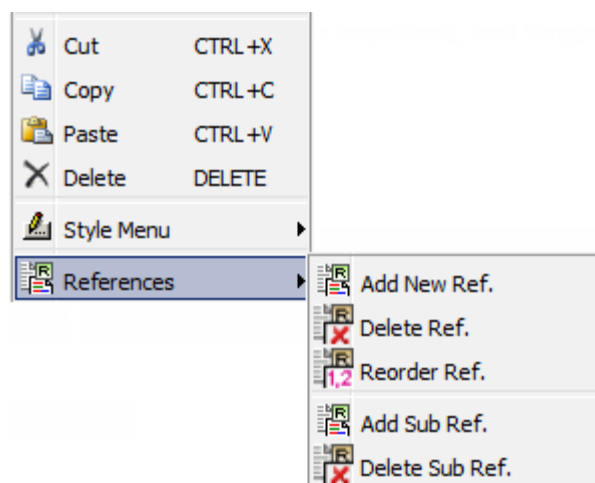 Cut CTRL+X
Copy CTRL+C
Paste CTRL+V
Delete DELETE
Style Menu
References
Add New Ref.
Delete Ref.
Reorder Ref.
Add Sub Ref.
Delete Sub Ref.